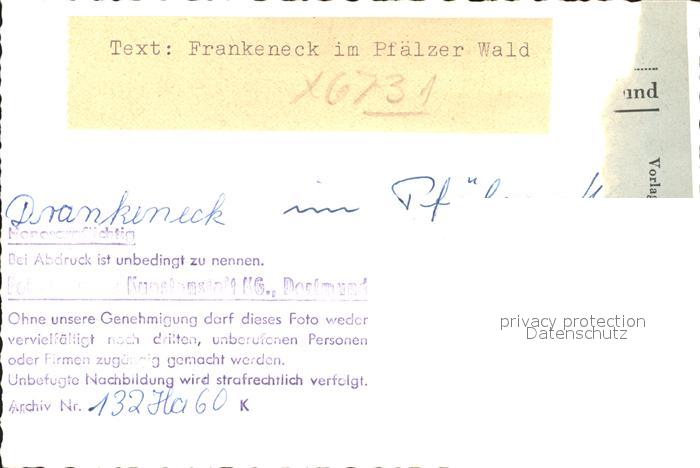 Text: Frankeneck im Pfälzer Wald
X6731
und
Vorla
Frankeneck im
Honorarpflichtig
Bei Abdruck ist unbedingt zu nennen.
Kunstanstalt KG., Dortmund
Ohne unsere Genehmigung darf dieses Foto weder
vervielfältigt noch dritten, unberufenen Personen
oder Firmen zugängig gemacht werden.
Unbefugte Nachbildung wird strafrechtlich verfolgt.
Archiv Nr. 132 Ha 60 K
privacy protection
Datenschutz